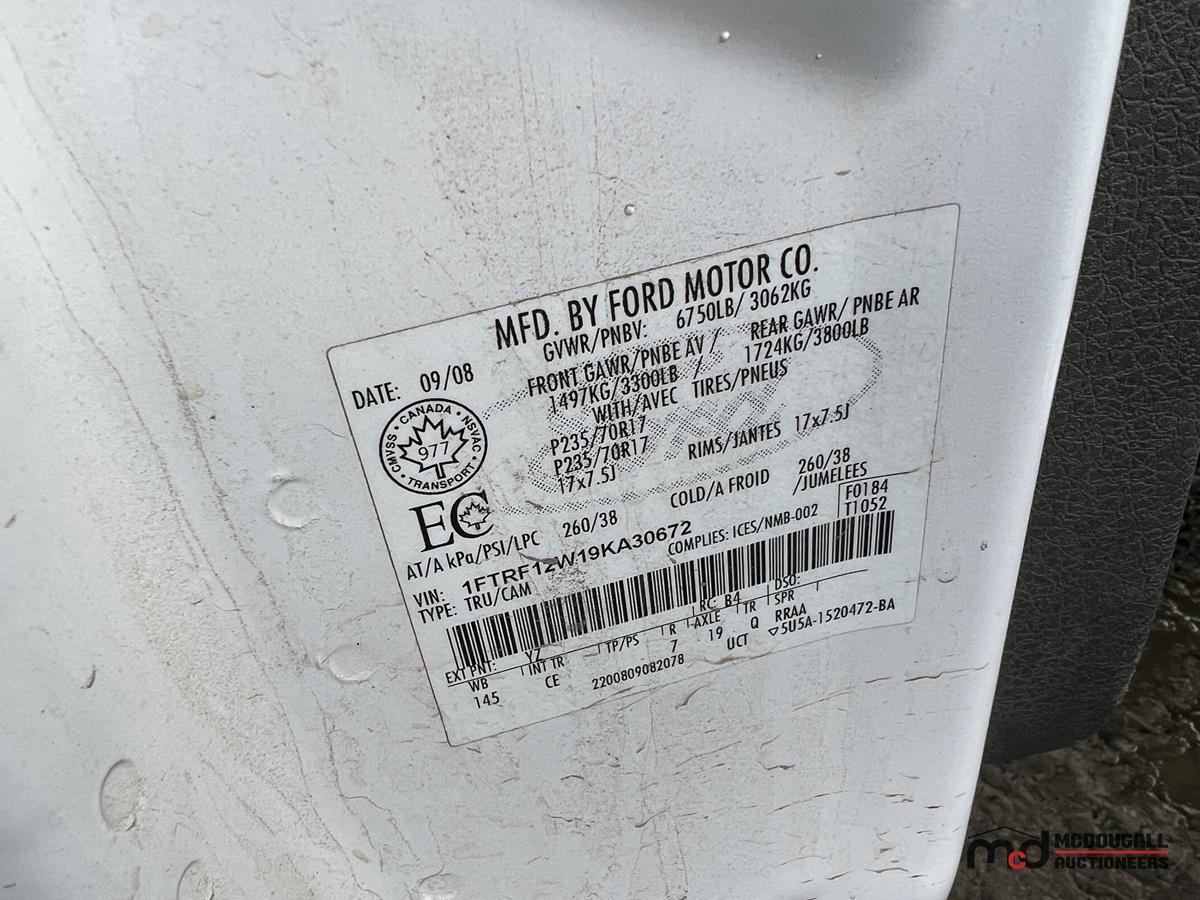 MFD. BY FORD MOTOR CO.
DATE: 09/08 GVWR/PNBV: 6750LB/ 3062KG
FRONT GAWR/PNBE AV / REAR GAWR/ PNBE AR
1497KG/3300LB / 1724KG/3800LB
WITH/AVEC TIRES/PNEUS
P235/70R17
P235/70R17 RIMS/JANTES 17x7.5J
17x7.5J
CANADA · NSVAC · TRANSPORT · CMVSS ·
977
EC
AT/A kPa/PSI/LPC 260/38 COLD/A FROID 260/38
/JUMELEES
VIN: 1FTRF12W19KA30672 COMPLIES: ICES/NMB-002 F0184
TYPE: TRU/CAM T1052
EXT PNT: YZ RC: B4 DSO:
WB INT TR TP/PS R AXLE TR SPR
145 CE 7 19 Q RRAA
2200809082078 UCT ▽5U5A-1520472-BA
mcd MCDOUGALL
AUCTIONEERS